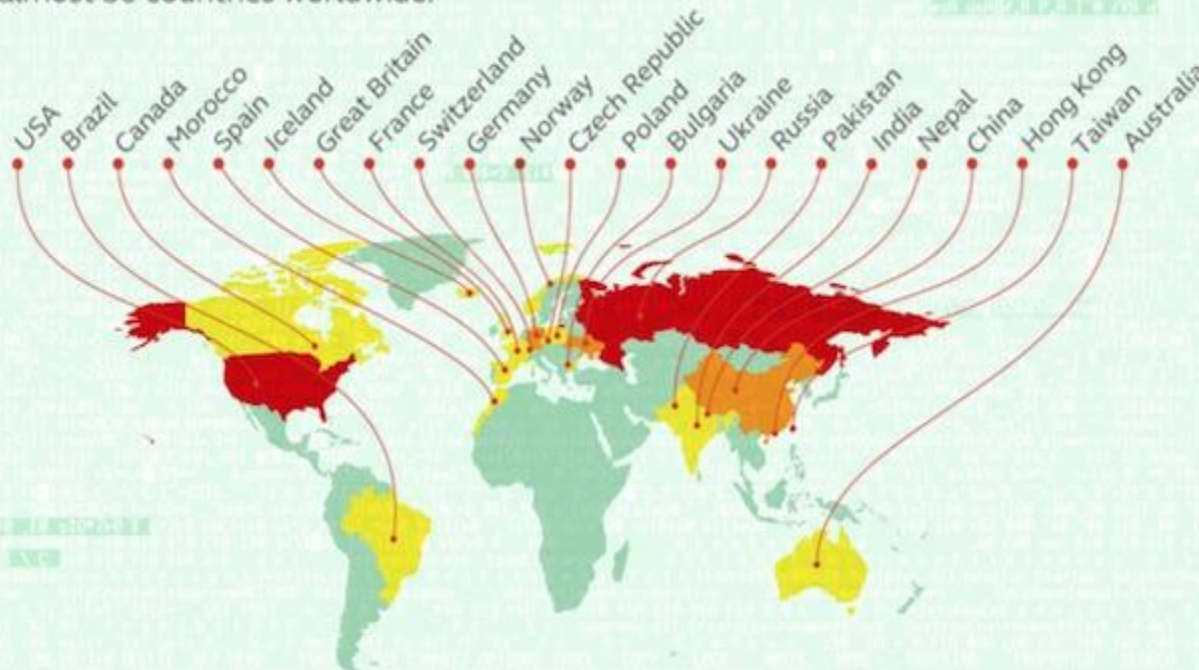 almost 30 countries worldwide.
USA
Brazil
Canada
Morocco
Spain
Iceland
Great Britain
France
Switzerland
Germany
Norway
Czech Republic
Poland
Bulgaria
Ukraine
Russia
Pakistan
India
Nepal
China
Hong Kong
Taiwan
Australia